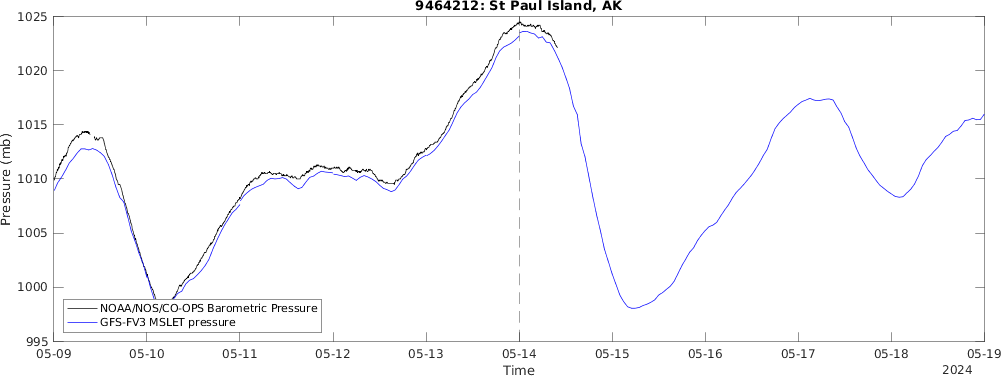 9464212: St Paul Island, AK
Pressure (mb)
1025
1020
1015
1010
1005
1000
995
NOAA/NOS/CO-OPS Barometric Pressure
GFS-FV3 MSLET pressure
05-09 05-10 05-11 05-12 05-13 05-14 05-15 05-16 05-17 05-18 05-19
Time
2024